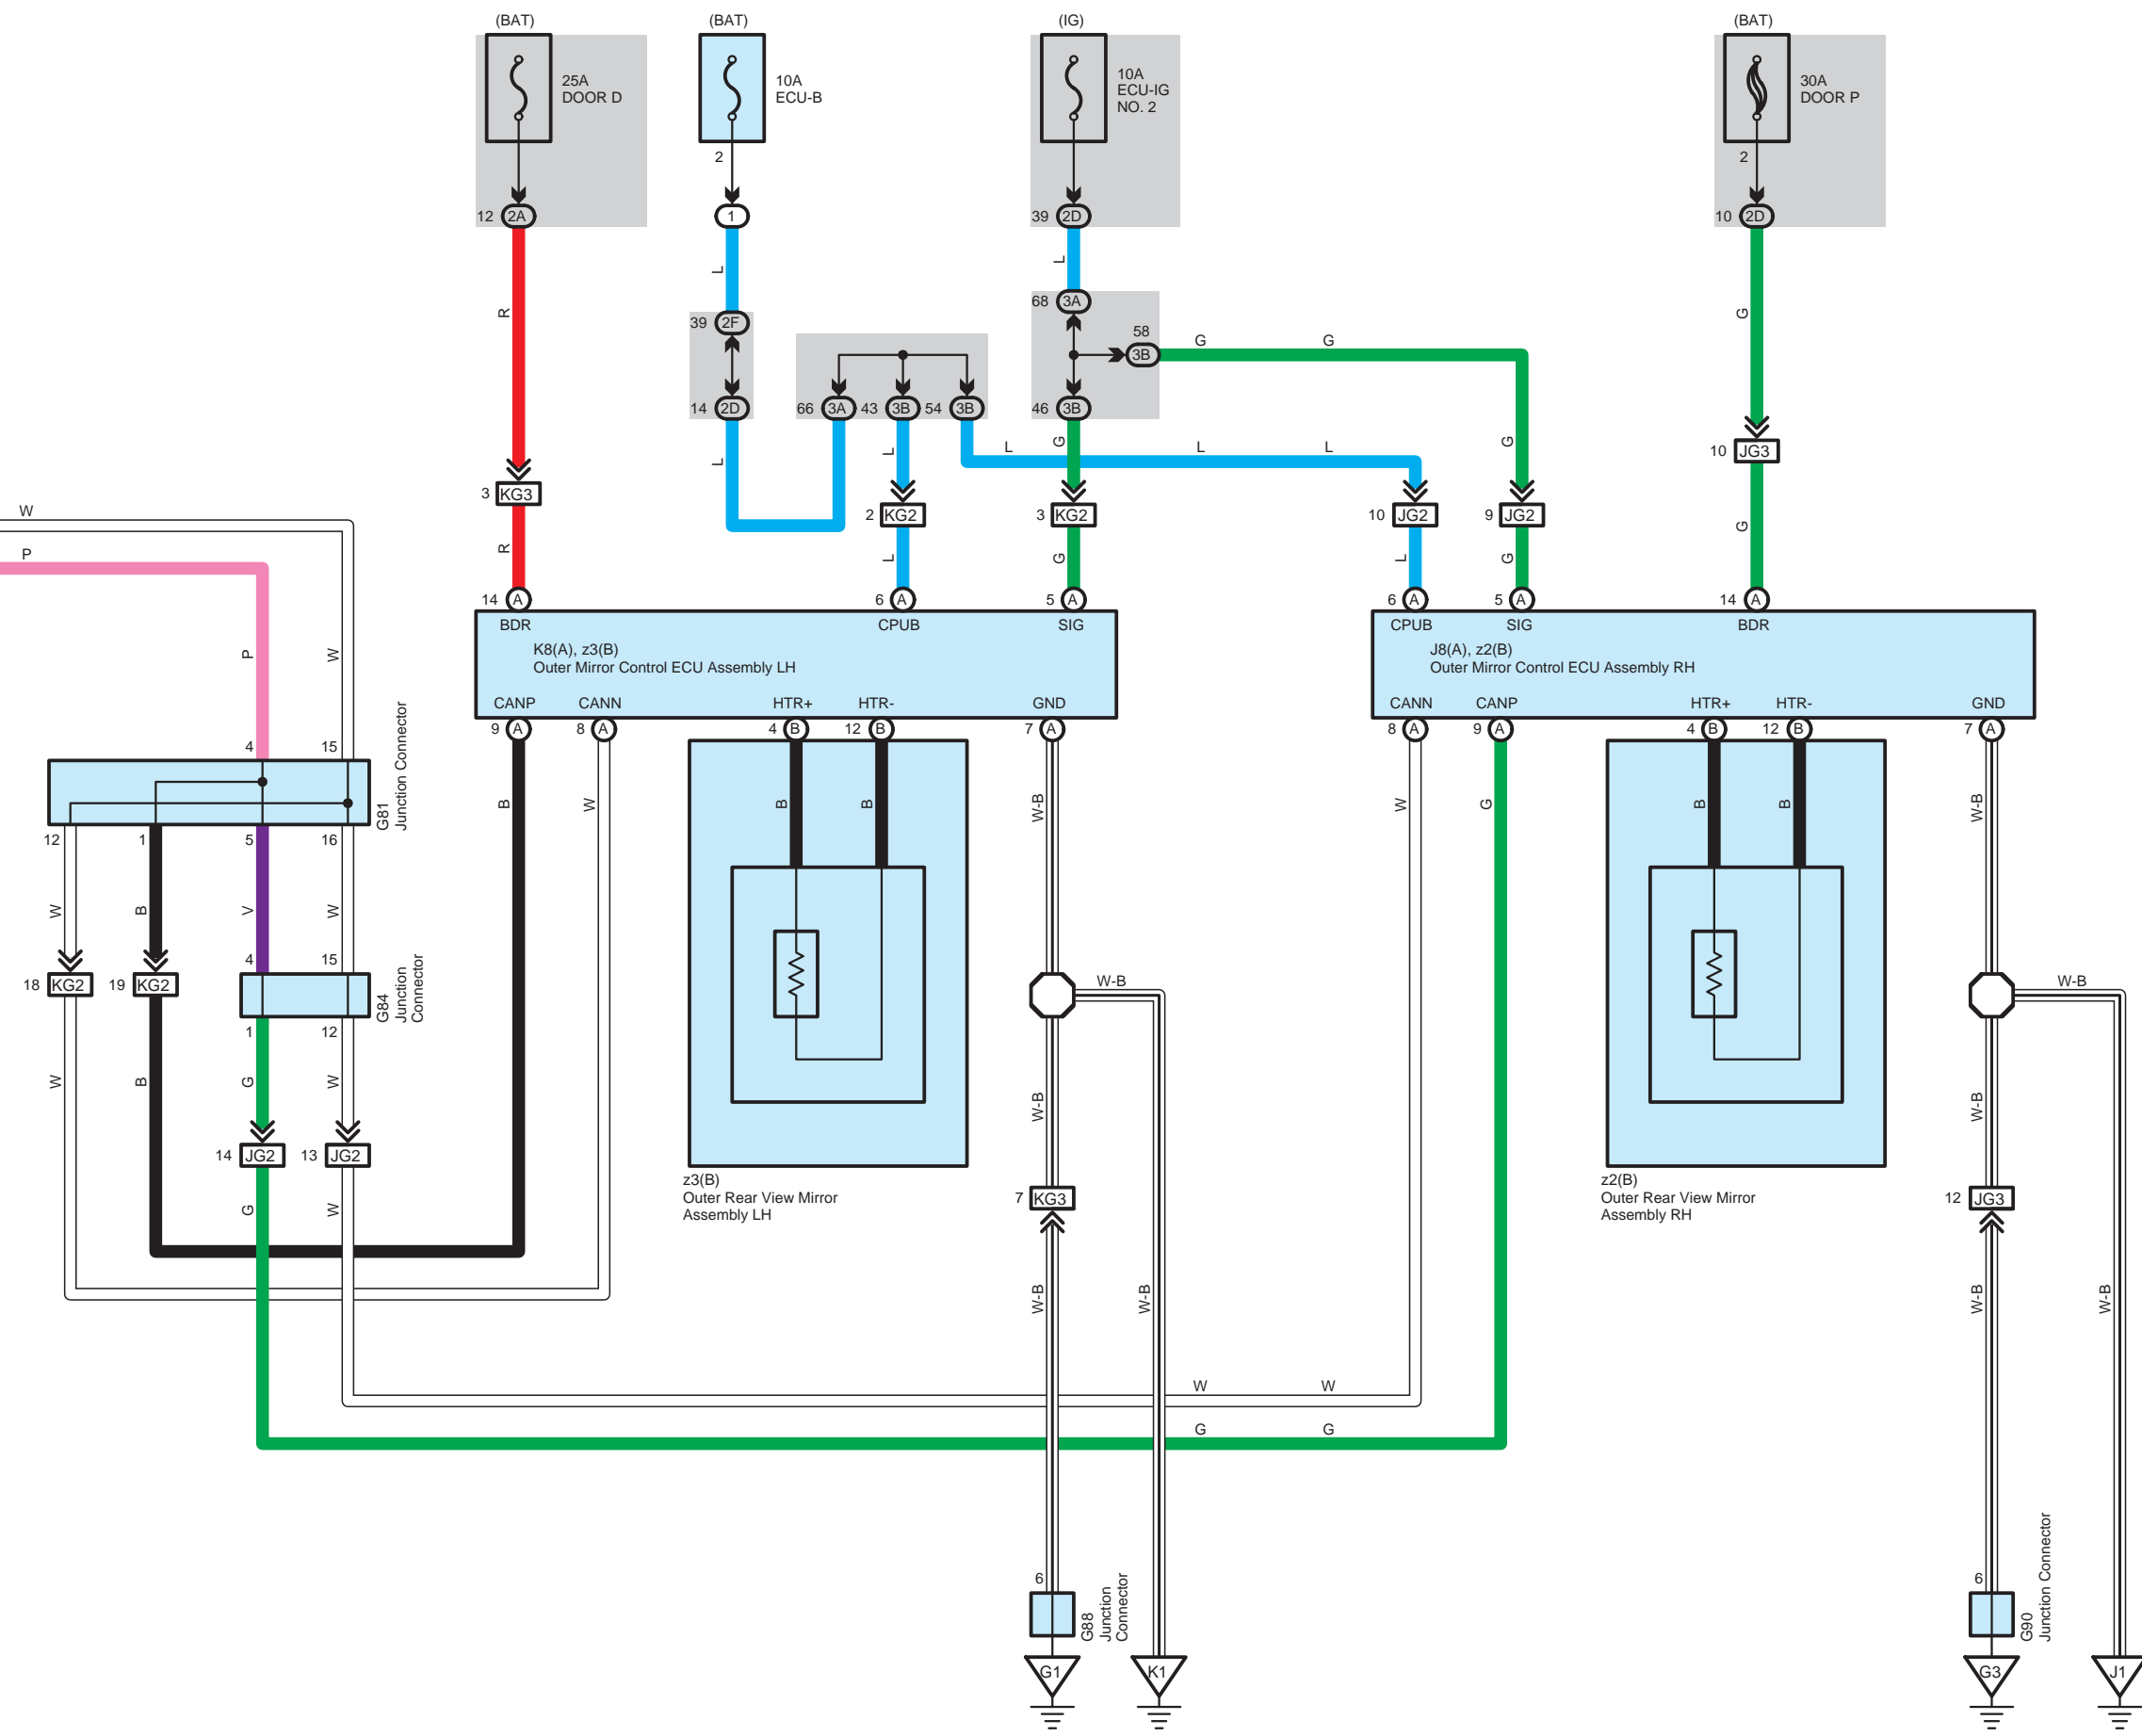 (BAT)
(BAT)
(IG)
(BAT)
25A
DOOR D
10A
ECU-B
10A
ECU-IG
NO. 2
30A
DOOR P
2
2
12 2A
1
39 2D
10 2D
L
L
R
G
68 3A
39 2F
58
3B
G
G
14 2D
66 3A
43 3B
54 3B
46 3B
L
L
G
L
L
L
G
10 JG3
3 KG3
W
2 KG2
3 KG2
10 JG2
9 JG2
G
P
R
L
G
L
G
14 A
6 A
5 A
6 A
5 A
14 A
BDR
CPUB
SIG
CPUB
SIG
BDR
K8(A), z3(B)
Outer Mirror Control ECU Assembly LH
J8(A), z2(B)
Outer Mirror Control ECU Assembly RH
P
W
CANP
CANN
HTR+
HTR-
GND
CANN
CANP
HTR+
HTR-
GND
9 A
8 A
4 B
12 B
7 A
8 A
9 A
4 B
12 B
7 A
4
15
G81
Junction Connector
B
W
B
B
W-B
W
G
B
B
W-B
12
1
5
16
W
B
V
W
4
15
18 KG2
19 KG2
G84
Junction
Connector
W-B
W-B
1
12
W
B
G
W
W-B
W-B
14 JG2
13 JG2
z3(B)
Outer Rear View Mirror
Assembly LH
z2(B)
Outer Rear View Mirror
Assembly RH
7 KG3
12 JG3
G
W
W-B
W-B
W-B
W-B
W
W
G
G
6
G88
Junction
Connector
6
G90
Junction Connector
G1
K1
G3
J1